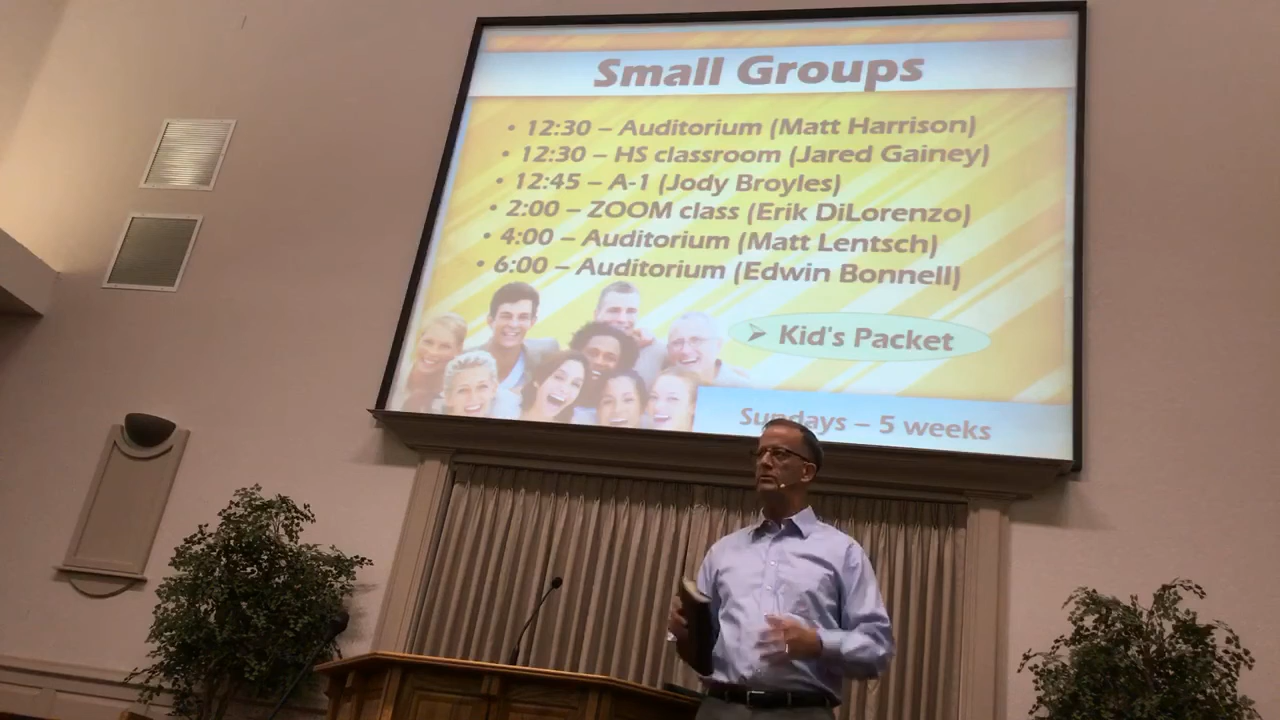 Small Groups
• 12:30 – Auditorium (Matt Harrison)
• 12:30 – HS classroom (Jared Gainey)
• 12:45 – A-1 (Jody Broyles)
• 2:00 – ZOOM class (Erik DiLorenzo)
• 4:00 – Auditorium (Matt Lentsch)
• 6:00 – Auditorium (Edwin Bonnell)
➢ Kid's Packet
Sundays – 5 weeks